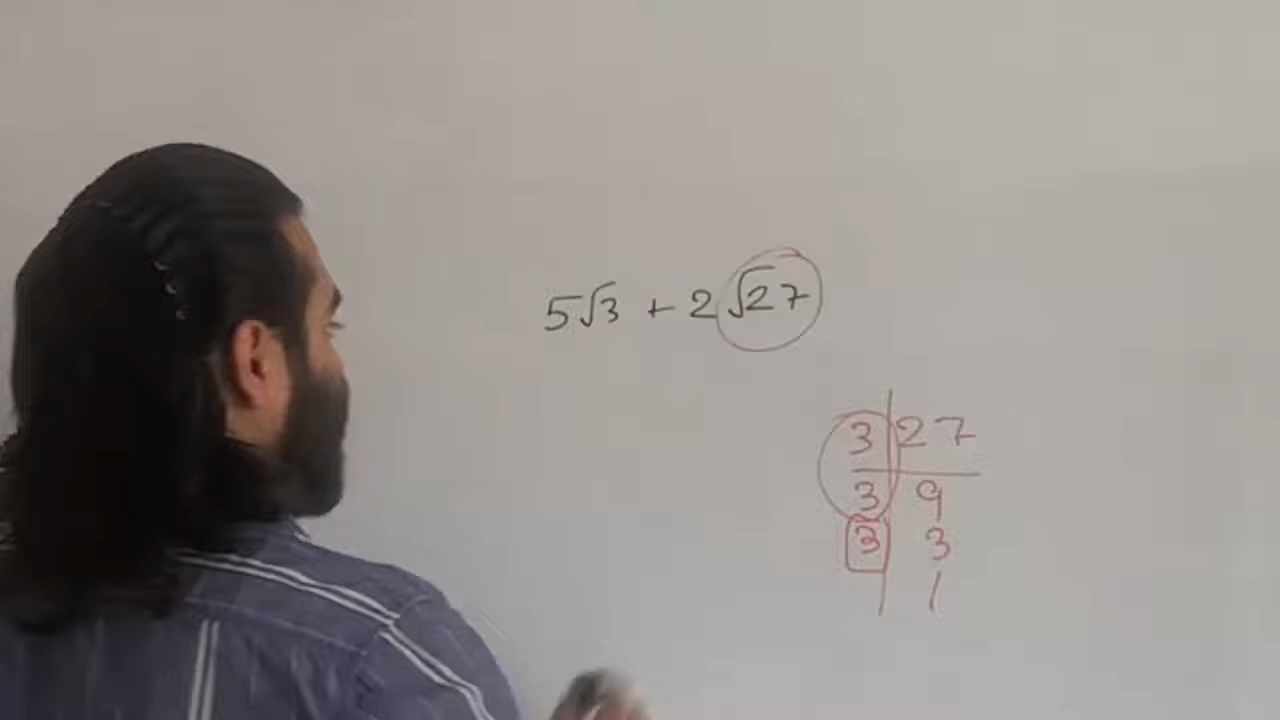 5√3 + 2√27
3 | 27
3 | 9
3 | 3
| 1